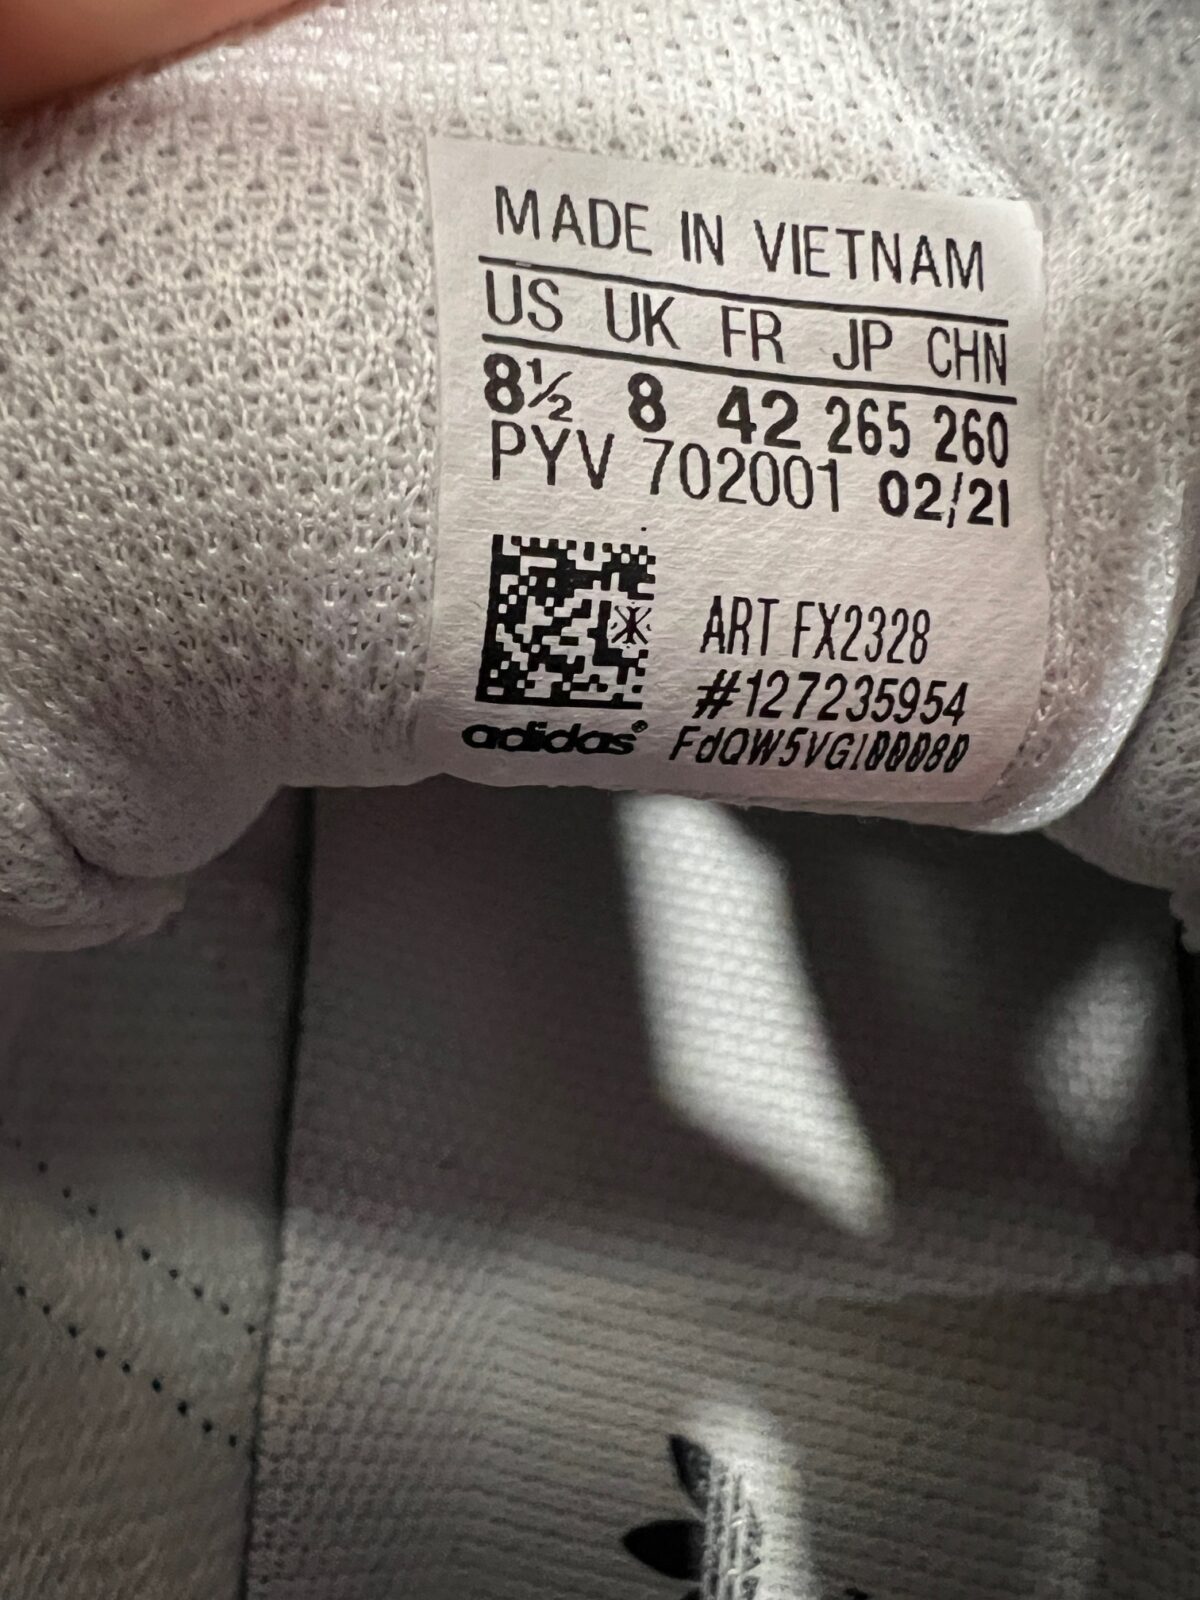 MADE IN VIETNAM
US UK FR JP CHN
8½ 8 42 265 260
PYV 702001 02/21
ART FX2328
#127235954
adidas® FdQW5VGI00080